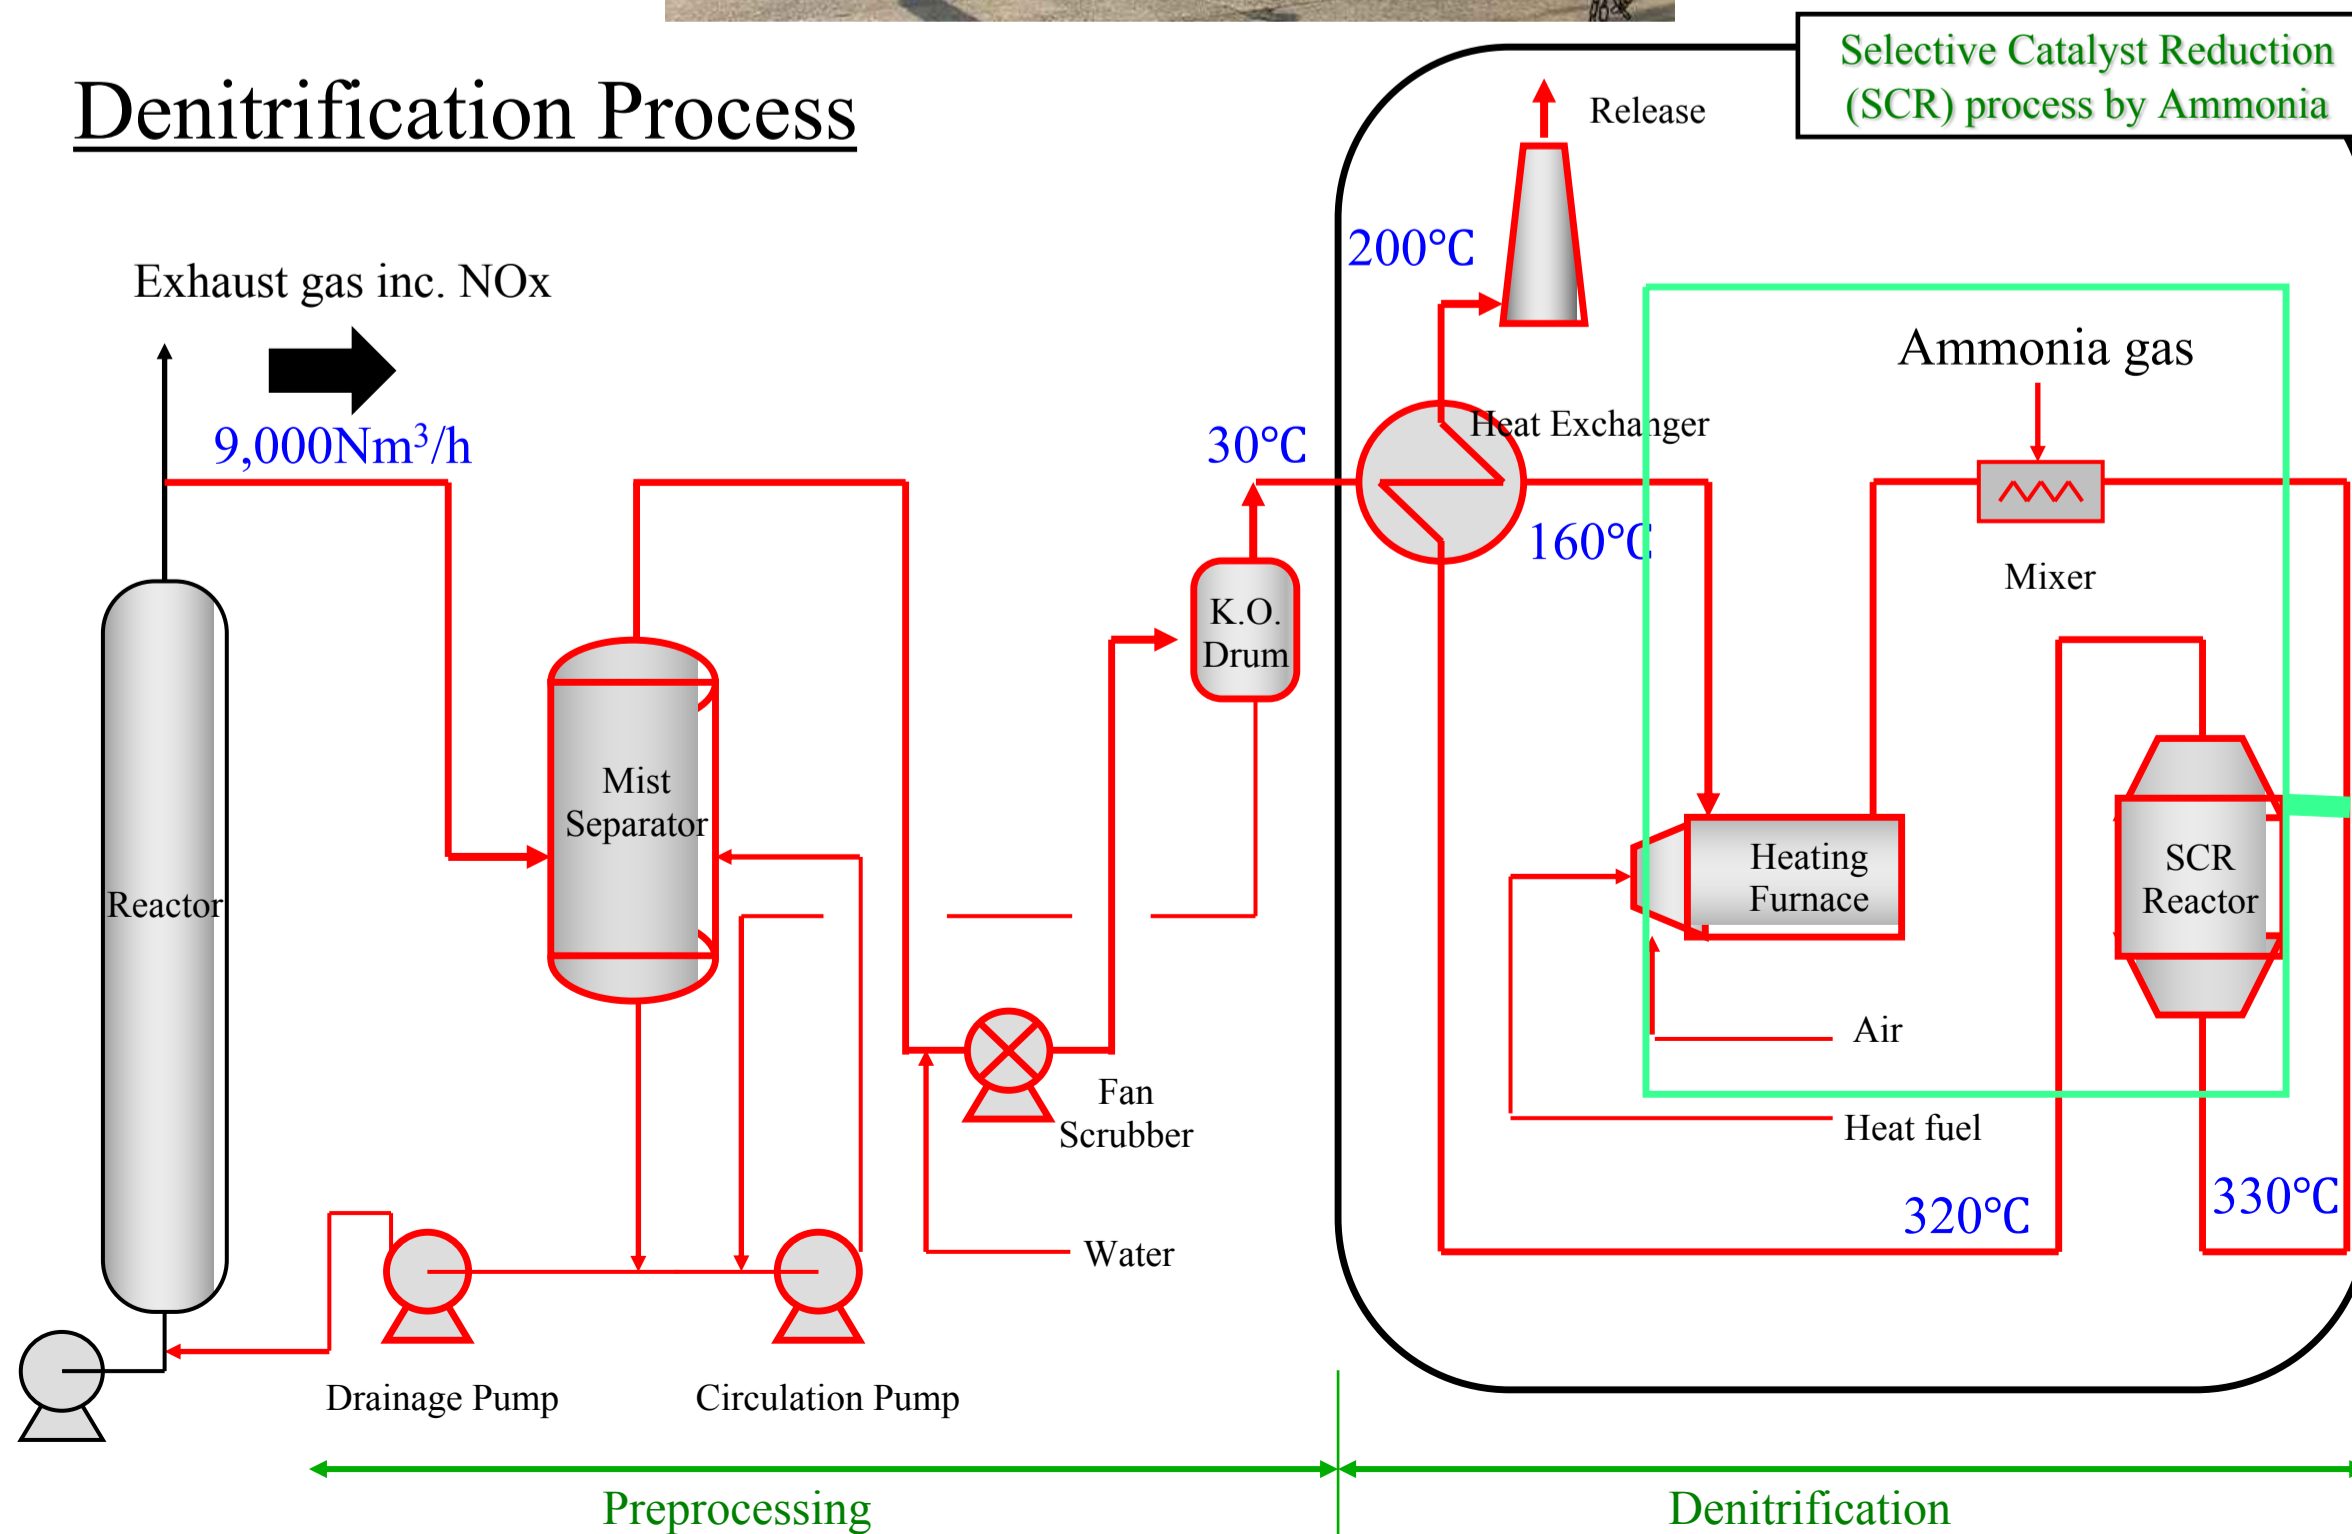 Selective Catalyst Reduction
(SCR) process by Ammonia
Denitrification Process
Release
Exhaust gas inc. NOx
9,000Nm³/h
200℃
30℃
Heat Exchanger
160℃
Ammonia gas
Mixer
K.O.
Drum
Mist
Separator
Reactor
Heating
Furnace
SCR
Reactor
Air
Heat fuel
Fan
Scrubber
Water
320℃
330℃
Drainage Pump
Circulation Pump
Preprocessing
Denitrification